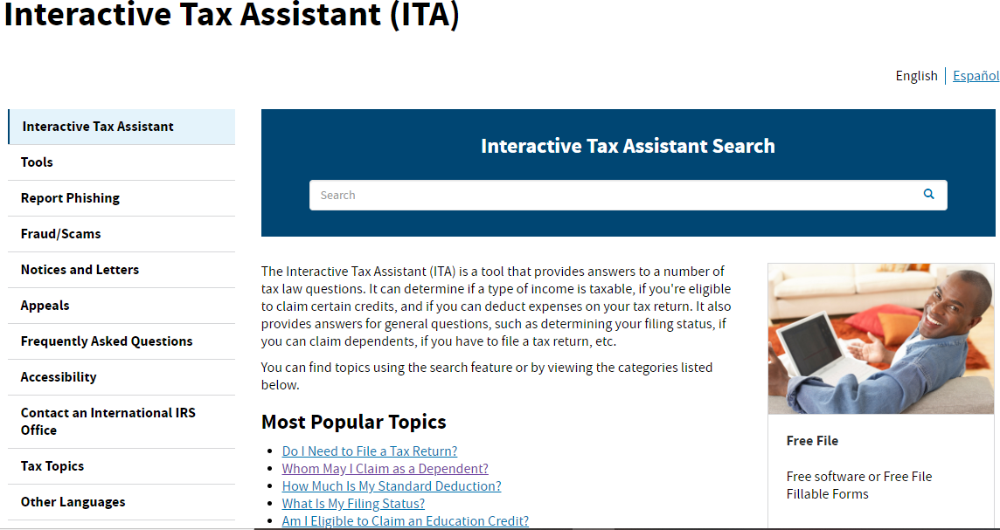 Interactive Tax Assistant (ITA)
English
Español
Interactive Tax Assistant
Tools
Report Phishing
Fraud/Scams
Notices and Letters
Appeals
Frequently Asked Questions
Accessibility
Contact an International IRS
Office
Tax Topics
Other Languages
Interactive Tax Assistant Search
Search
The Interactive Tax Assistant (ITA) is a tool that provides answers to a number of
tax law questions. It can determine if a type of income is taxable, if you're eligible
to claim certain credits, and if you can deduct expenses on your tax return. It also
provides answers for general questions, such as determining your filing status, if
you can claim dependents, if you have to file a tax return, etc.
You can find topics using the search feature or by viewing the categories listed
below.
Most Popular Topics
Do I Need to File a Tax Return?
Whom May I Claim as a Dependent?
How Much Is My Standard Deduction?
What Is My Filing Status?
Am I Eligible to Claim an Education Credit?
Free File
Free software or Free File
Fillable Forms